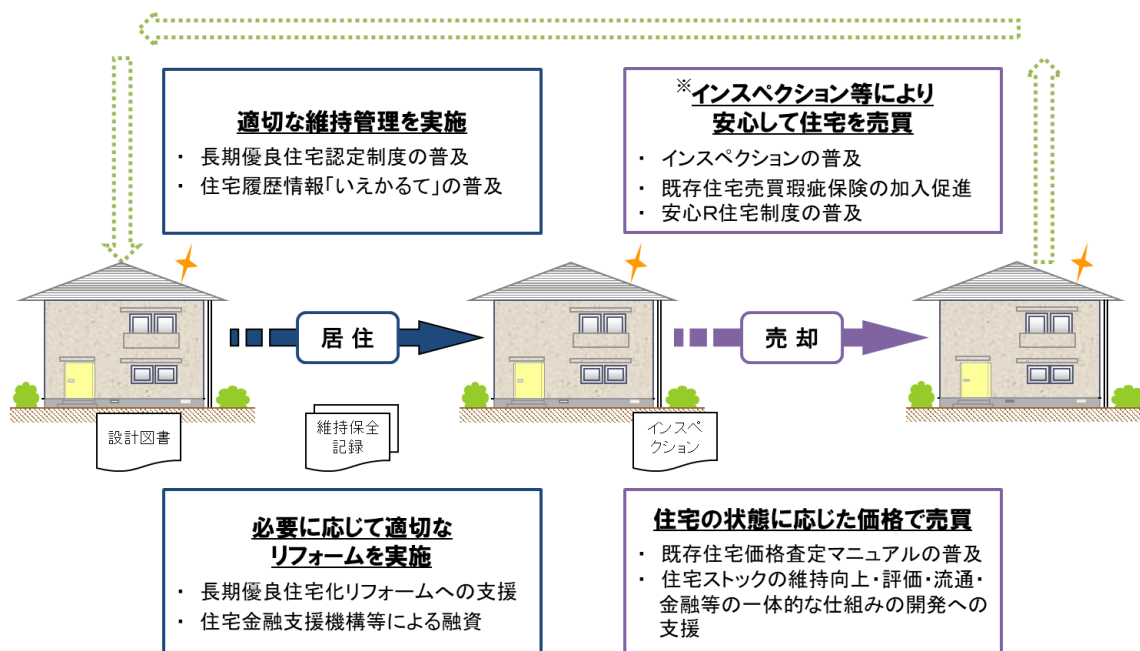 適切な維持管理を実施
・ 長期優良住宅認定制度の普及
・ 住宅履歴情報「いえかるて」の普及
※インスペクション等により
安心して住宅を売買
・ インスペクションの普及
・ 既存住宅売買瑕疵保険の加入促進
・ 安心R住宅制度の普及
居 住
売 却
設計図書
維持保全
記録
インスペ
クション
必要に応じて適切な
リフォームを実施
・ 長期優良住宅化リフォームへの支援
・ 住宅金融支援機構等による融資
住宅の状態に応じた価格で売買
・ 既存住宅価格査定マニュアルの普及
・ 住宅ストックの維持向上・評価・流通・
金融等の一体的な仕組みの開発への
支援